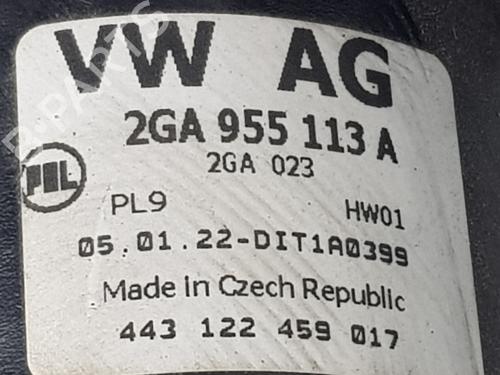 VW AG
2GA 955 113 A
2GA 023
PAL
PL9 HW01
05.01.22-DIT1A0399
Made in Czech Republic
443 122 459 017